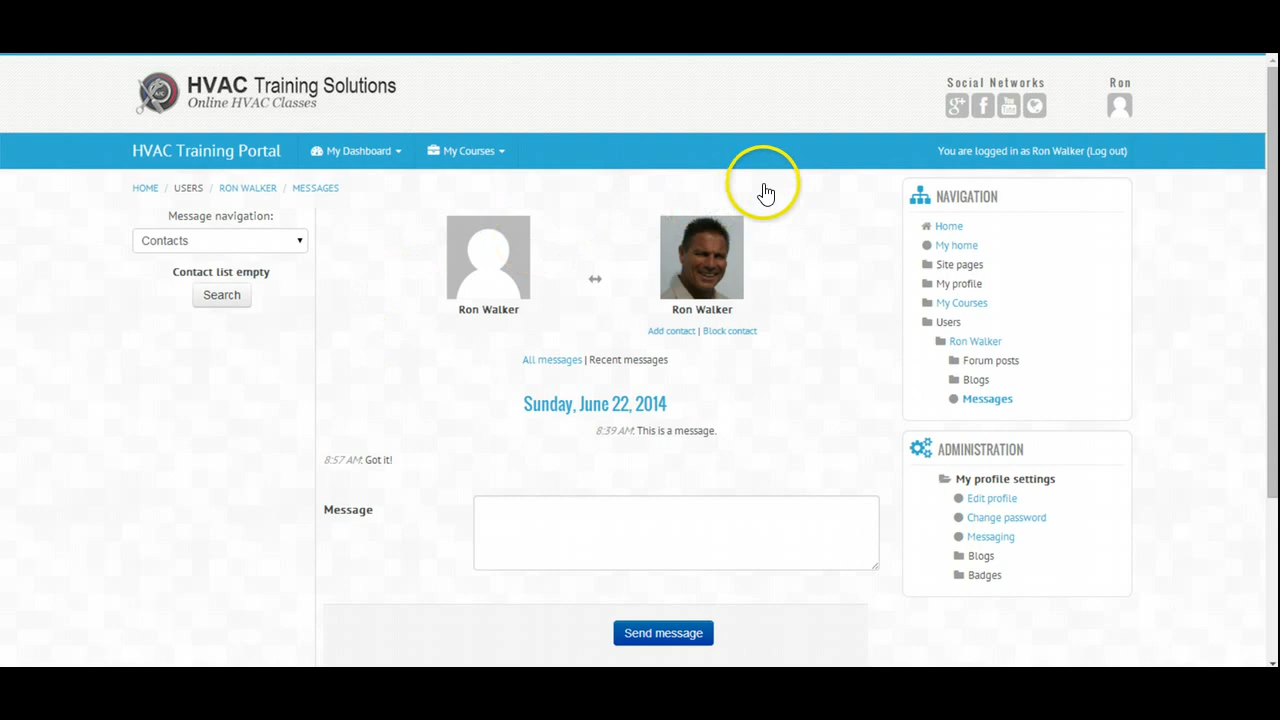 HVAC Training Solutions
Online HVAC Classes
Social Networks
Ron
HVAC Training Portal
My Dashboard
My Courses
You are logged in as Ron Walker (Log out)
HOME / USERS / RON WALKER / MESSAGES
Message navigation:
Contacts
Contact list empty
Search
Ron Walker
Ron Walker
Add contact | Block contact
All messages | Recent messages
Sunday, June 22, 2014
8:39 AM: This is a message.
8:57 AM: Got it!
Message
Send message
NAVIGATION
Home
My home
Site pages
My profile
My Courses
Users
Ron Walker
Forum posts
Blogs
Messages
ADMINISTRATION
My profile settings
Edit profile
Change password
Messaging
Blogs
Badges